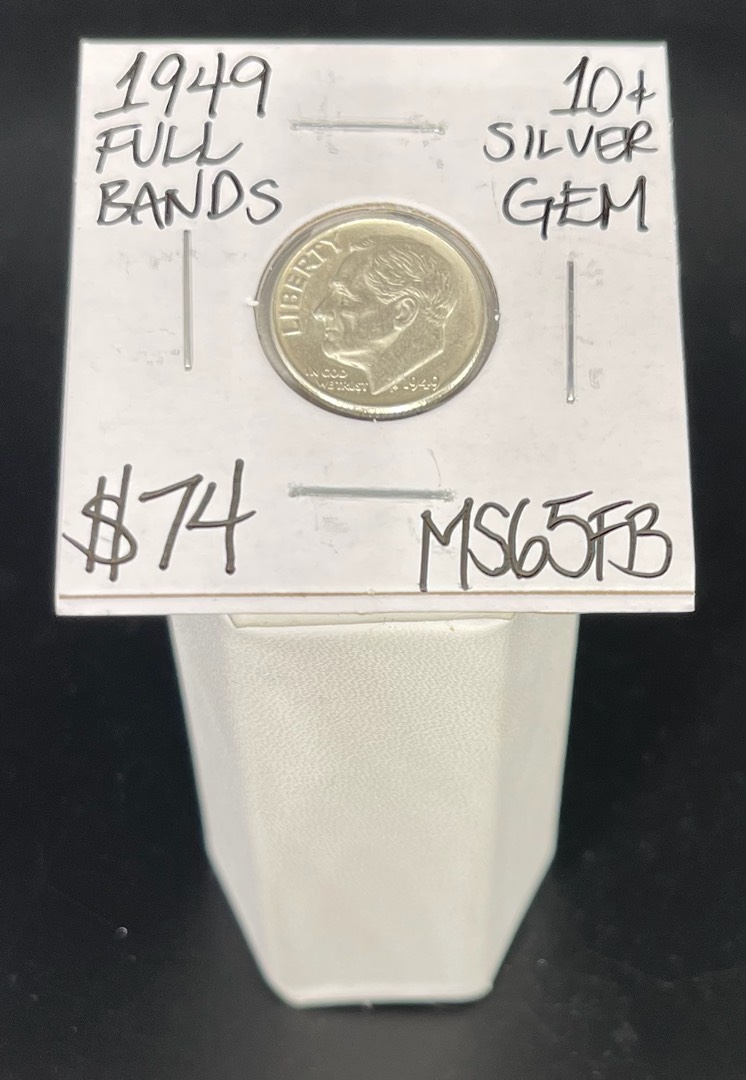 1949
FULL
BANDS
10¢
SILVER
GEM
LIBERTY
IN GOD
WE TRUST
1949
$74
MS65FB